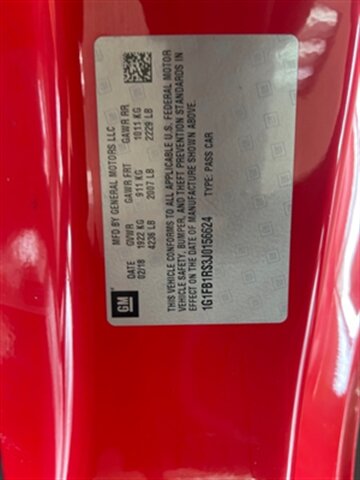 GM
MFD BY GENERAL MOTORS LLC
DATE GVWR GAWR FRT GAWR RR
02/18 1922 KG 911 KG 1011 KG
4236 LB 2007 LB 2229 LB
THIS VEHICLE CONFORMS TO ALL APPLICABLE U.S. FEDERAL MOTOR
VEHICLE SAFETY, BUMPER, AND THEFT PREVENTION STANDARDS IN
EFFECT ON THE DATE OF MANUFACTURE SHOWN ABOVE.
1G1FB1RS3J0156624 TYPE: PASS CAR